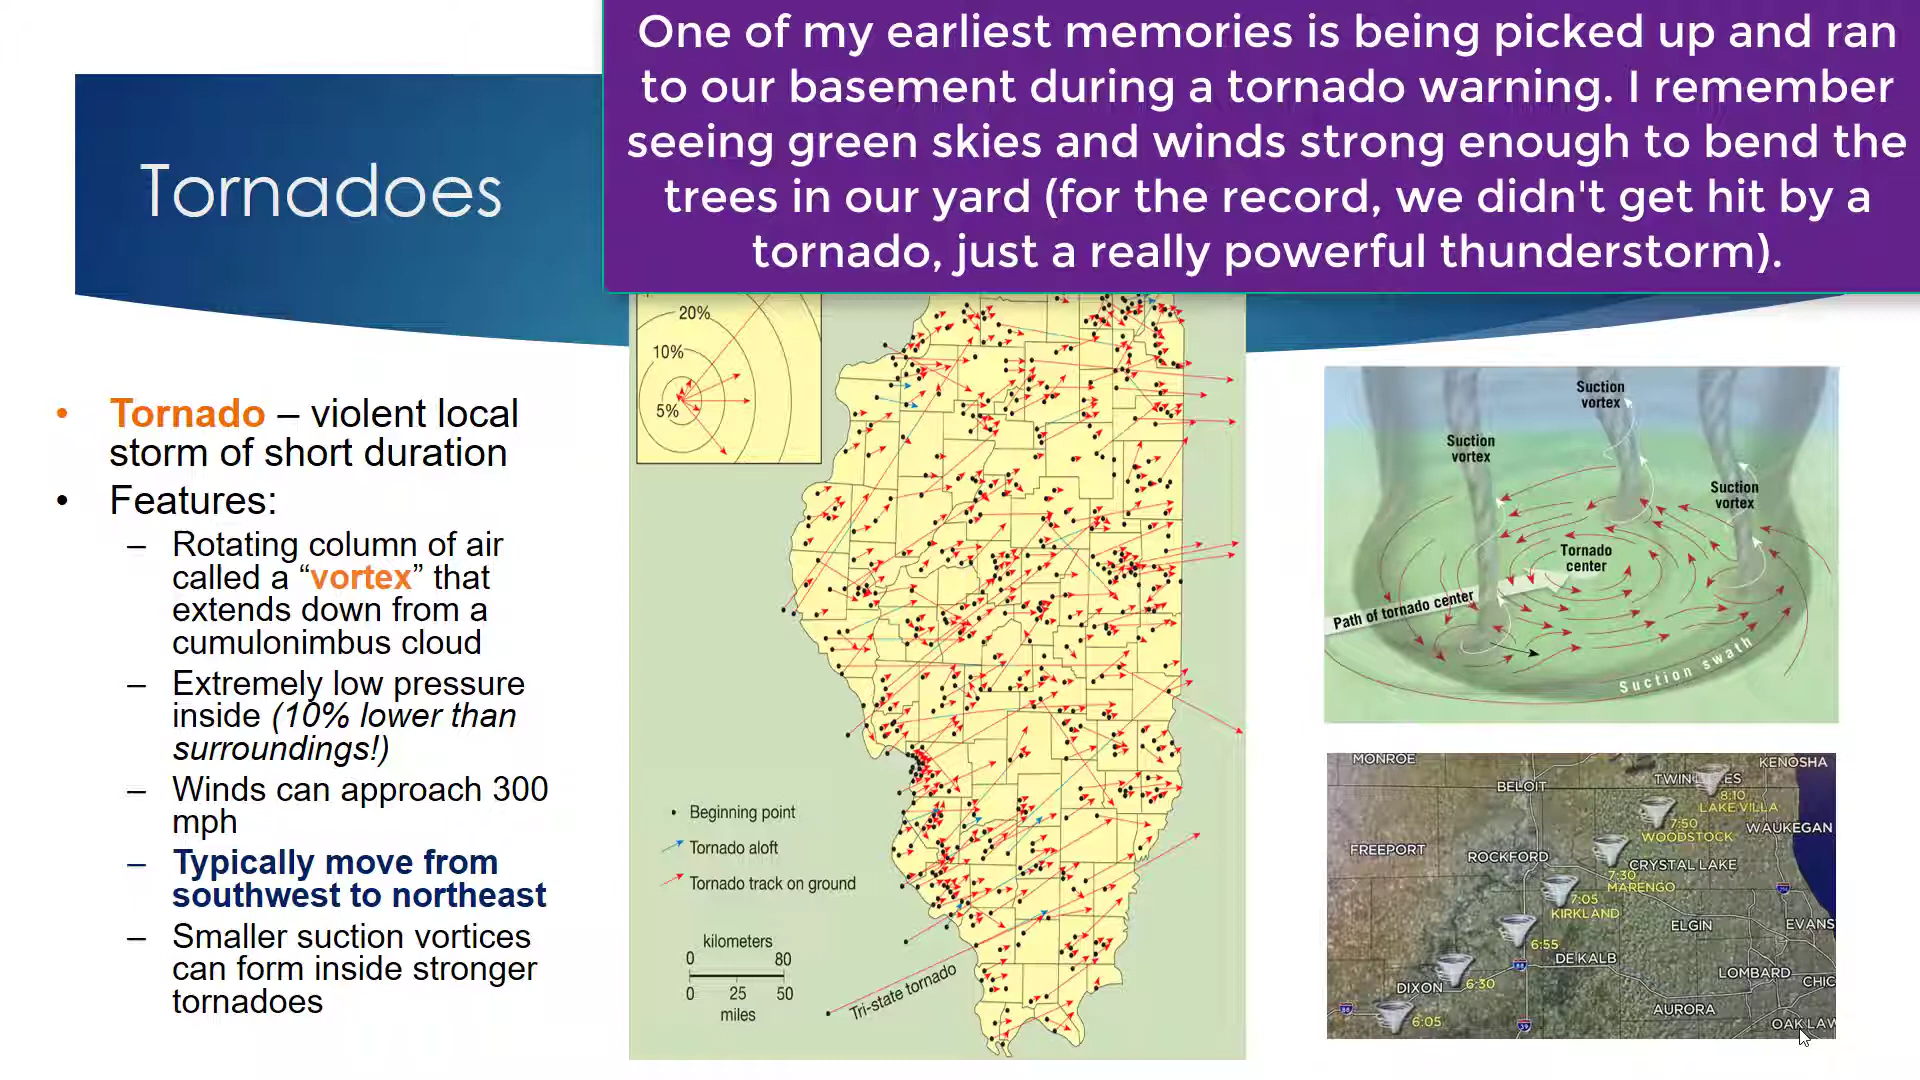 One of my earliest memories is being picked up and ran
to our basement during a tornado warning. I remember
seeing green skies and winds strong enough to bend the
trees in our yard (for the record, we didn't get hit by a
tornado, just a really powerful thunderstorm).
Tornadoes
• Tornado – violent local
storm of short duration
• Features:
– Rotating column of air
called a “vortex” that
extends down from a
cumulonimbus cloud
– Extremely low pressure
inside (10% lower than
surroundings!)
– Winds can approach 300
mph
– Typically move from
southwest to northeast
– Smaller suction vortices
can form inside stronger
tornadoes
20%
10%
5%
Beginning point
Tornado aloft
Tornado track on ground
kilometers
0 80
0 25 50
miles
Tri-state tornado
Suction
vortex
Suction
vortex
Suction
vortex
Tornado
center
Path of tornado center
Suction swath
MONROE
KENOSHA
BELOIT
8:10
LAKE VILLA
7:50
WOODSTOCK
WAUKEGAN
FREEPORT
ROCKFORD
CRYSTAL LAKE
7:30
MARENGO
7:05
KIRKLAND
ELGIN
EVANS
6:55
DE KALB
LOMBARD
CHIC
DIXON
6:30
AURORA
6:05
OAK LAW